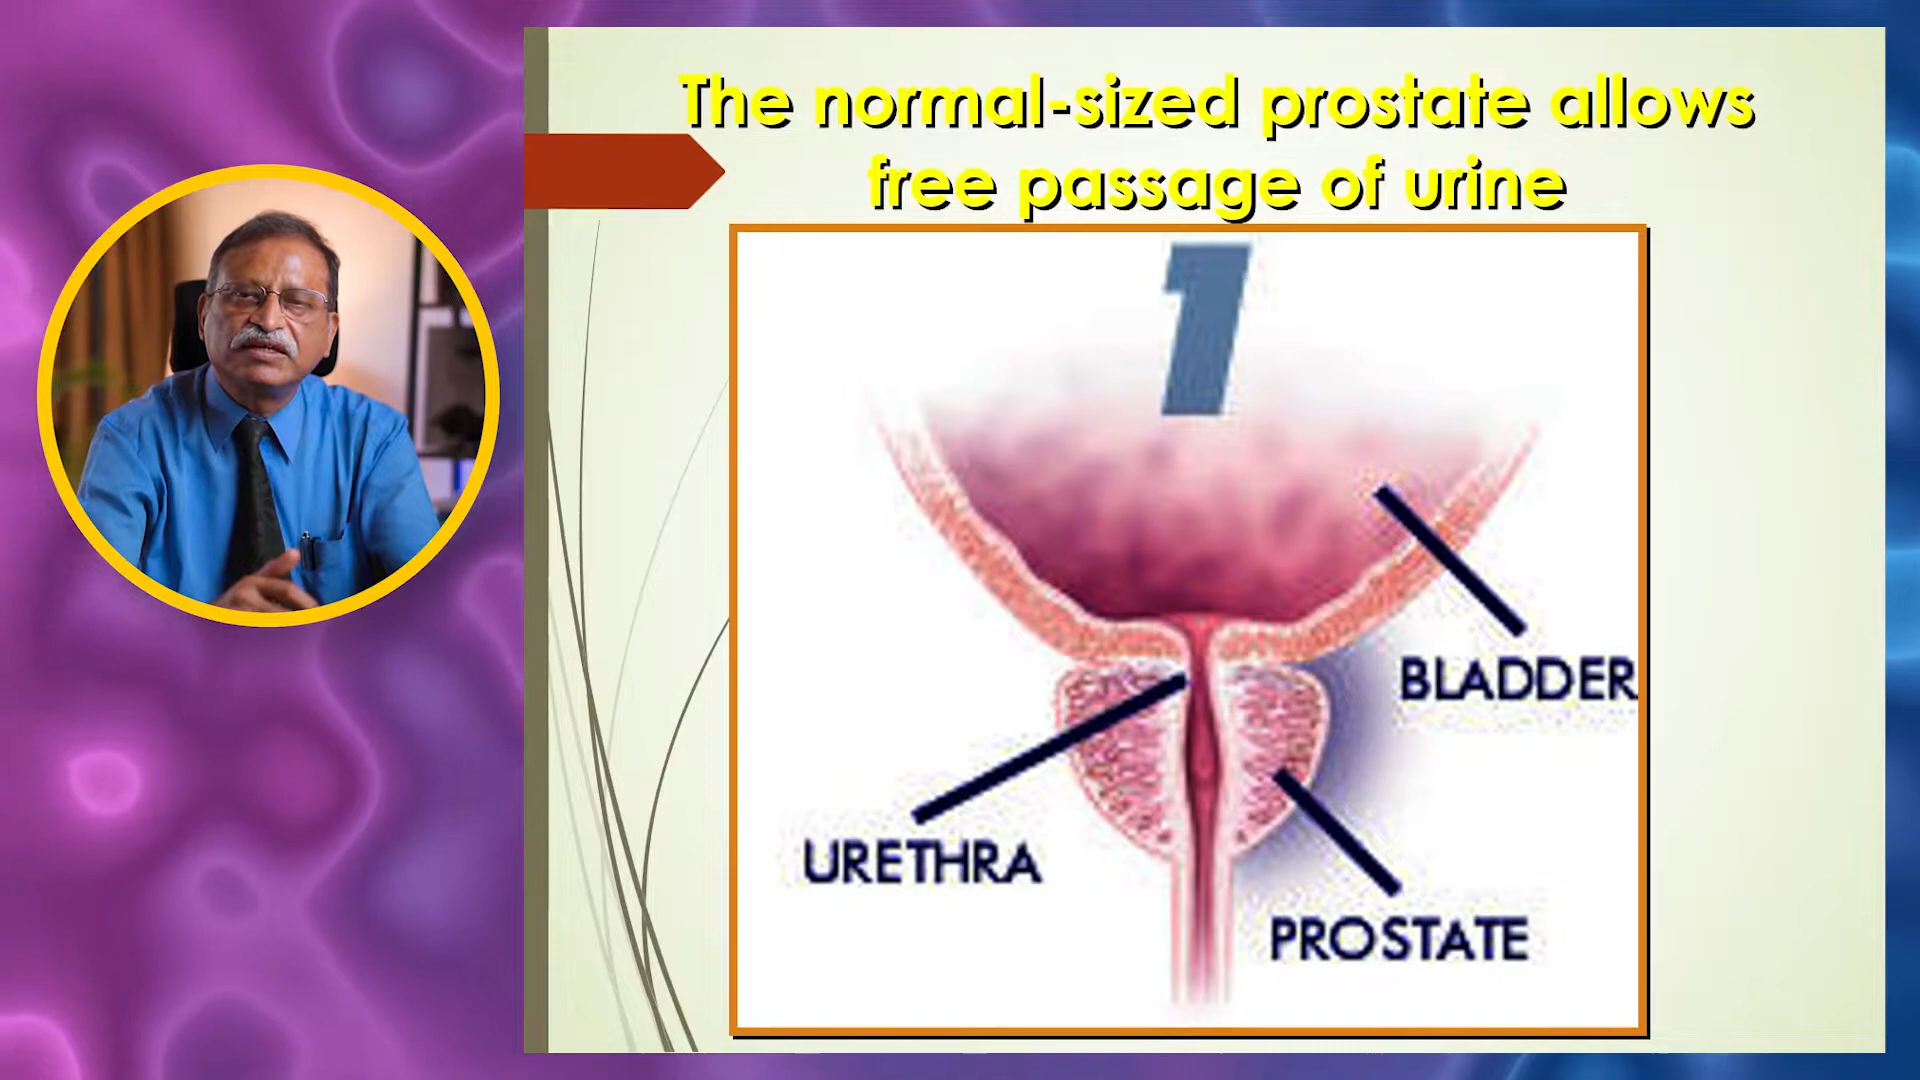 The normal-sized prostate allows
free passage of urine
1
BLADDER
URETHRA
PROSTATE